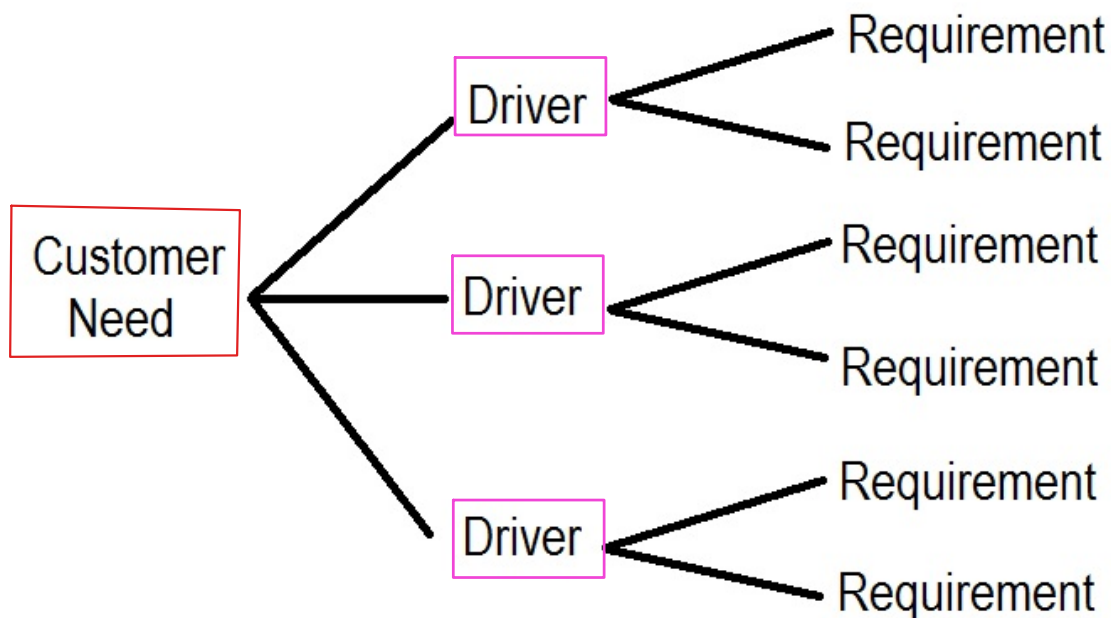 Requirement
Driver
Requirement
Customer
Need
Requirement
Driver
Requirement
Requirement
Driver
Requirement